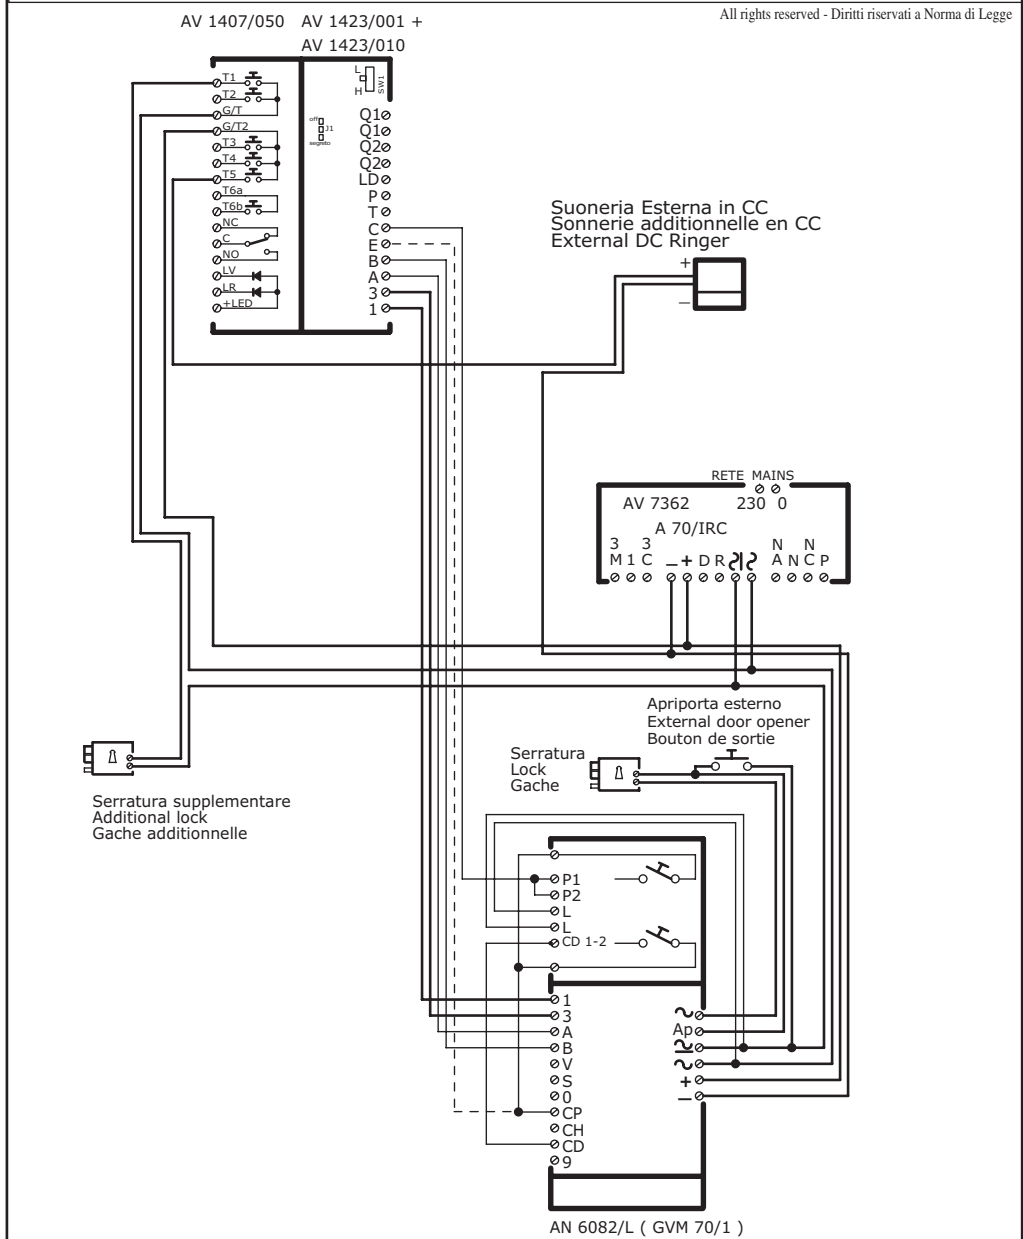 All rights reserved - Diritti riservati a Norma di Legge
AV 1407/050 AV 1423/001 +
AV 1423/010
T1
T2
G/T
G/T2
T3
T4
T5
T6a
T6b
NC
C
NO
LV
LR
+LED
L
H
SW1
off
J1
segreto
Q1
Q1
Q2
Q2
LD
P
T
C
E
B
A
3
1
Suoneria Esterna in CC
Sonnerie additionnelle en CC
External DC Ringer
+
–
RETE MAINS
AV 7362 230 0
A 70/IRC
3 3 N N
M 1 C – + D R A N C P
Apriporta esterno
External door opener
Bouton de sortie
Serratura
Lock
Gache
Serratura supplementare
Additional lock
Gache additionnelle
P1
P2
L
L
CD 1-2
1
3
A
B
V
S
0
CP
CH
CD
9
Ap
+
–
AN 6082/L ( GVM 70/1 )